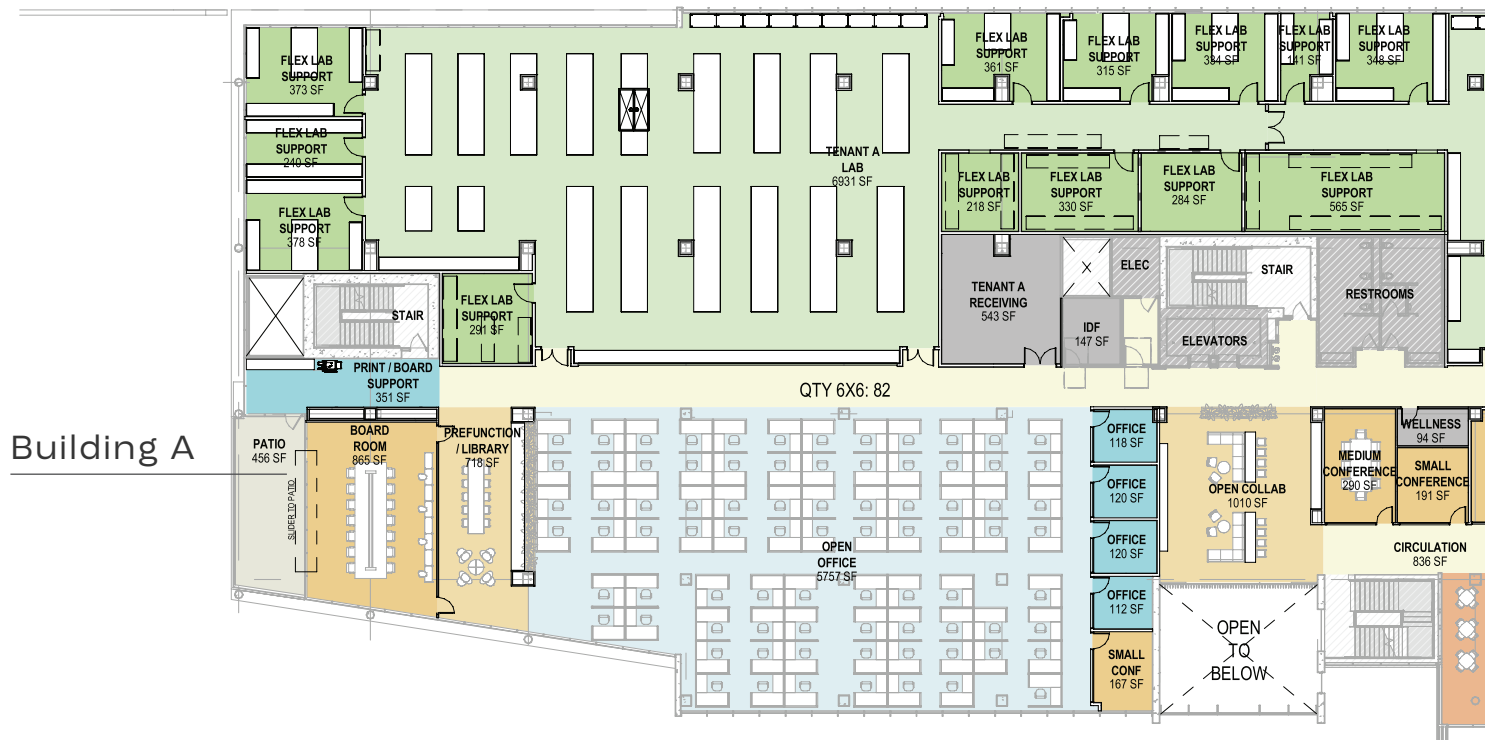 FLEX LAB
SUPPORT
373 SF
FLEX LAB
SUPPORT
240 SF
FLEX LAB
SUPPORT
378 SF
FLEX LAB
SUPPORT
291 SF
STAIR
TENANT A
LAB
6931 SF
FLEX LAB
SUPPORT
361 SF
FLEX LAB
SUPPORT
315 SF
FLEX LAB
SUPPORT
334 SF
FLEX LAB
SUPPORT
141 SF
FLEX LAB
SUPPORT
348 SF
FLEX LAB
SUPPORT
218 SF
FLEX LAB
SUPPORT
330 SF
FLEX LAB
SUPPORT
284 SF
FLEX LAB
SUPPORT
565 SF
TENANT A
RECEIVING
543 SF
ELEC
IDF
147 SF
STAIR
ELEVATORS
RESTROOMS
PRINT / BOARD
SUPPORT
351 SF
QTY 6X6: 82
Building A
PATIO
456 SF
SLIDER TO PATIO
BOARD
ROOM
865 SF
PREFUNCTION
/ LIBRARY
718 SF
OPEN
OFFICE
5757 SF
OFFICE
118 SF
OFFICE
120 SF
OFFICE
120 SF
OFFICE
112 SF
SMALL
CONF
167 SF
OPEN COLLAB
1010 SF
OPEN
TO
BELOW
MEDIUM
CONFERENCE
290 SF
WELLNESS
94 SF
SMALL
CONFERENCE
191 SF
CIRCULATION
836 SF